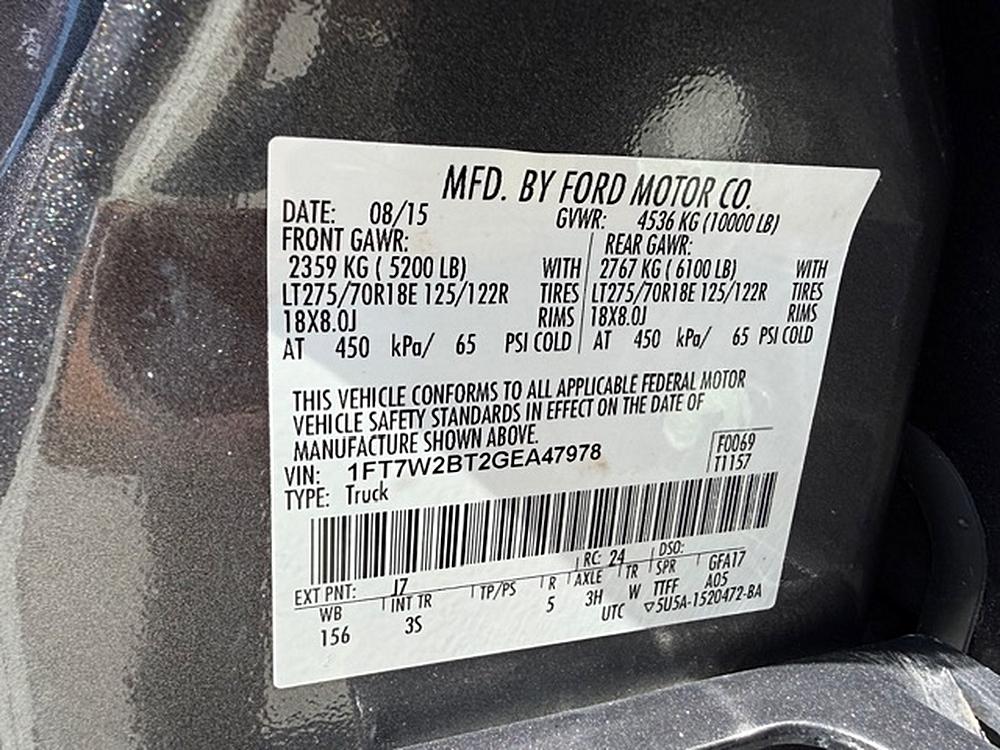 MFD. BY FORD MOTOR CO.
DATE: 08/15 GVWR: 4536 KG (10000 LB)
FRONT GAWR: REAR GAWR:
2359 KG ( 5200 LB) WITH 2767 KG ( 6100 LB) WITH
LT275/70R18E 125/122R TIRES LT275/70R18E 125/122R TIRES
18X8.0J RIMS 18X8.0J RIMS
AT 450 kPa/ 65 PSI COLD AT 450 kPa/ 65 PSI COLD
THIS VEHICLE CONFORMS TO ALL APPLICABLE FEDERAL MOTOR
VEHICLE SAFETY STANDARDS IN EFFECT ON THE DATE OF
MANUFACTURE SHOWN ABOVE.
VIN: 1FT7W2BT2GEA47978 F0069
TYPE: Truck T1157
EXT PNT: J7 RC: 24 DSO:
WB INT TR TP/PS R AXLE TR SPR GFA17
156 3S 5 3H W TTFF A05
UTC ▽5U5A-1520472-BA